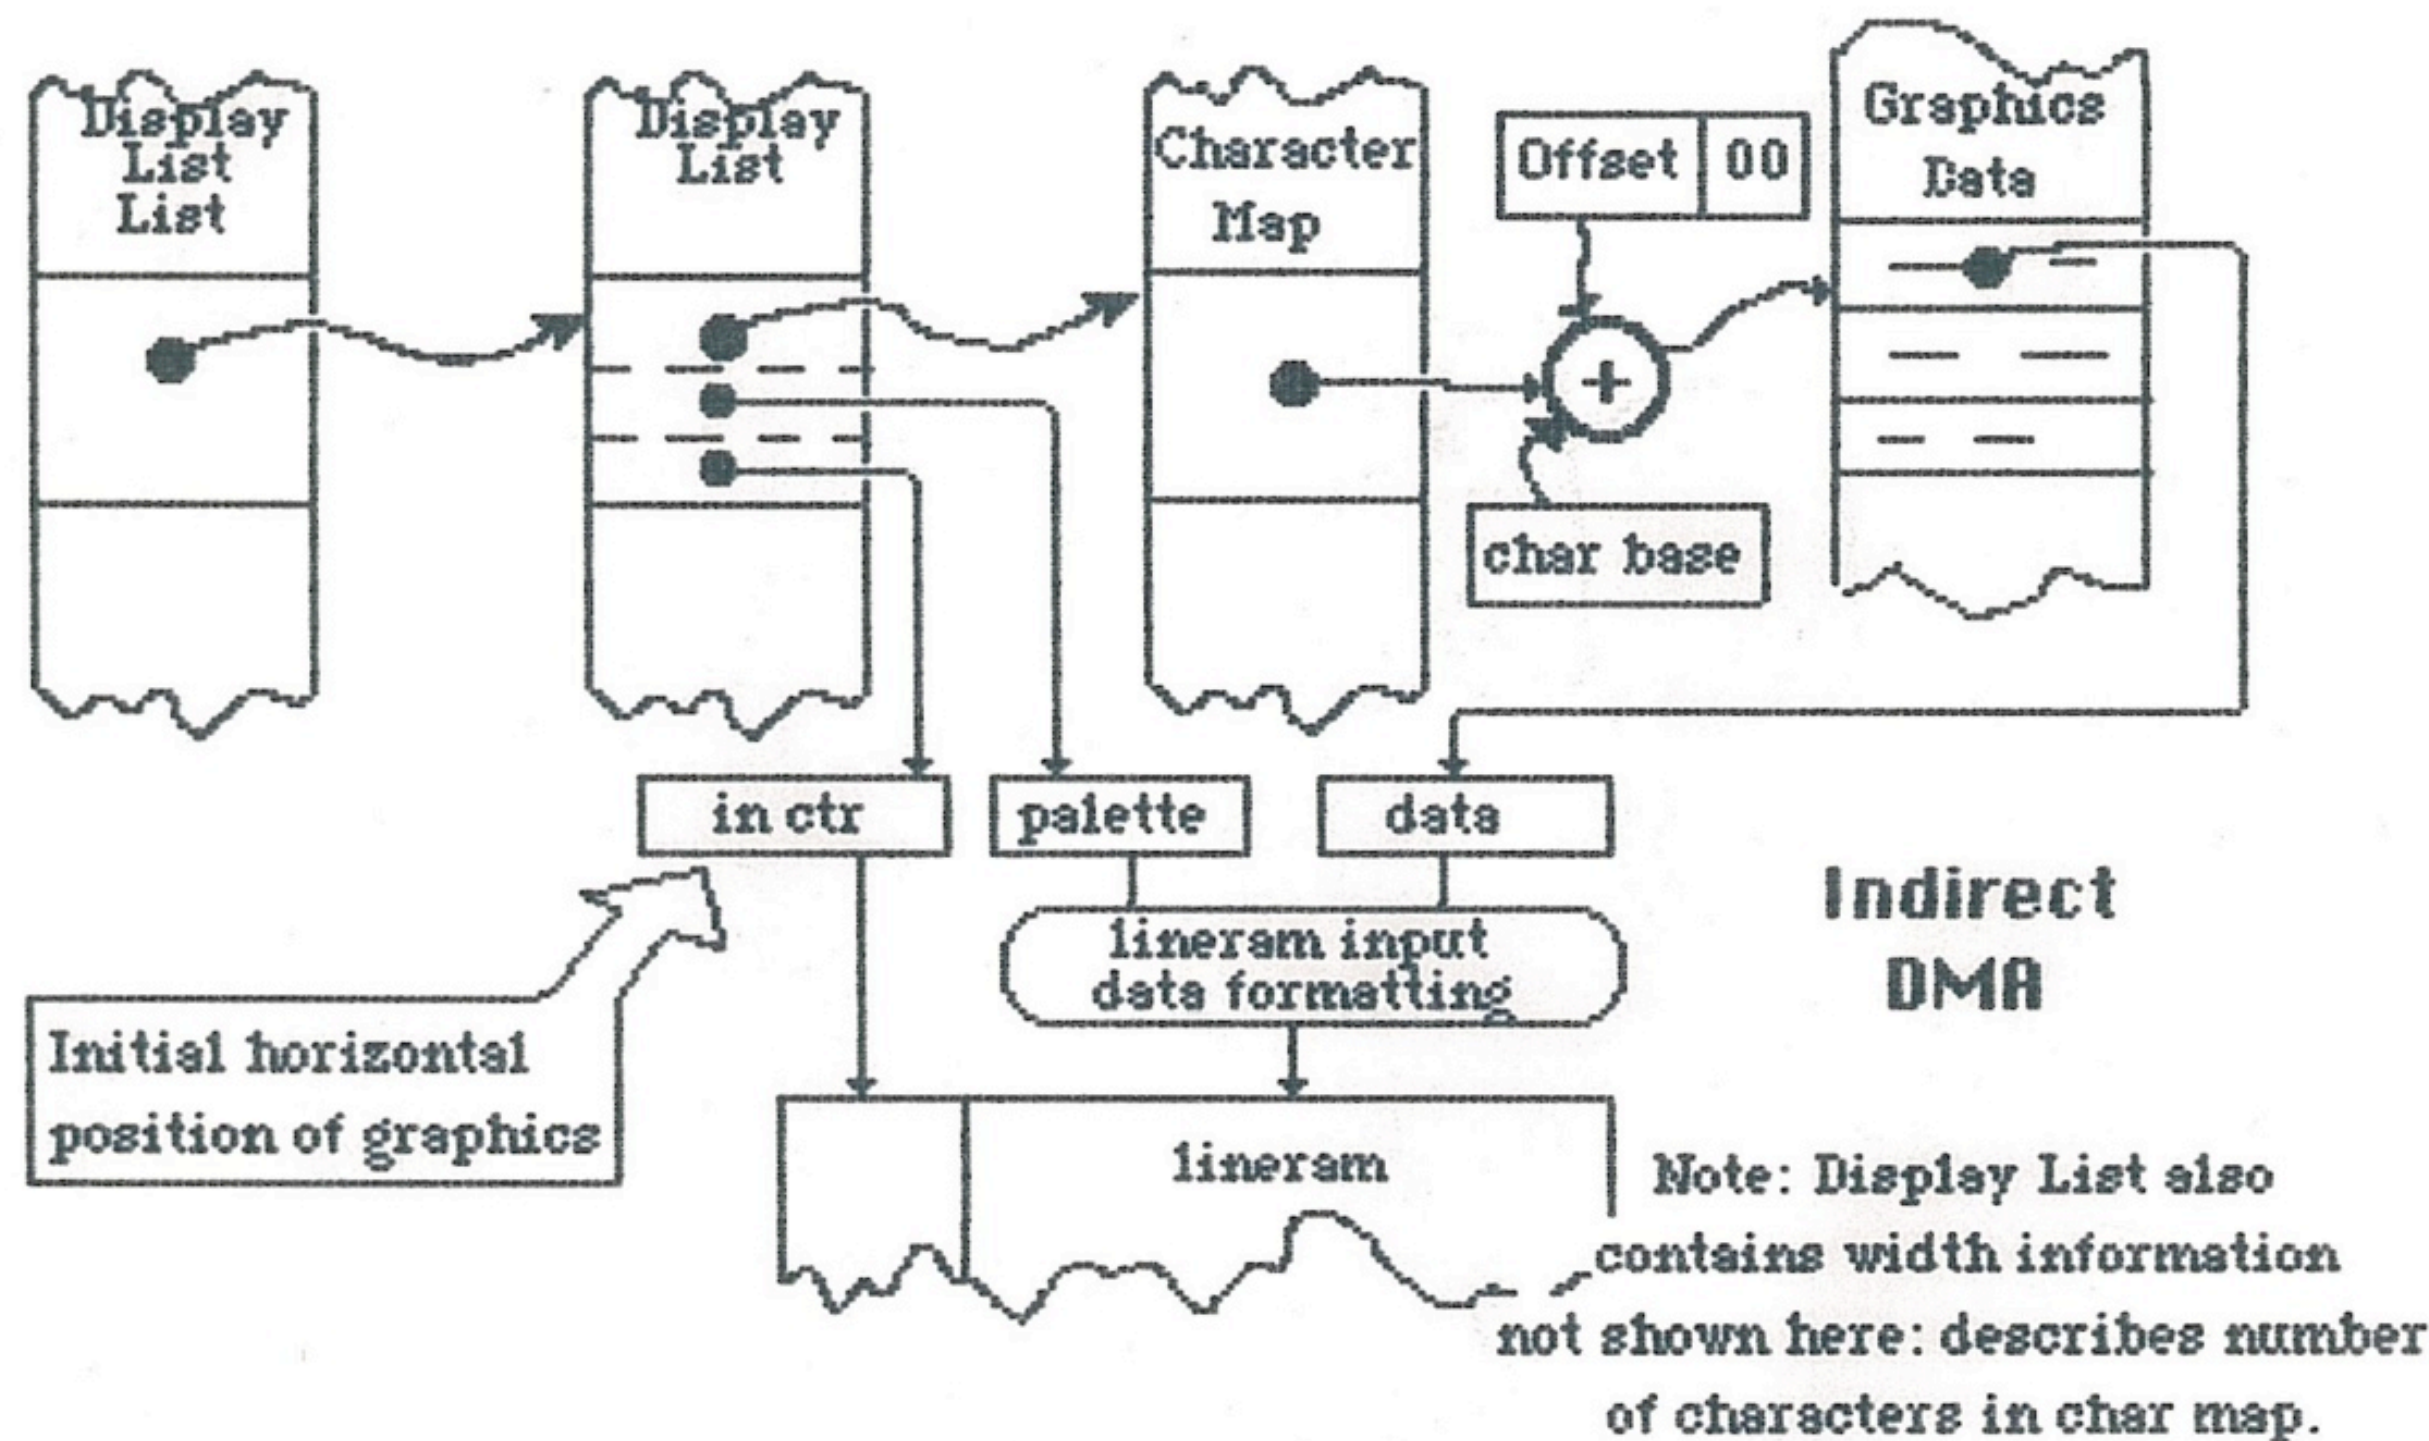 Display
List
List
Display
List
Character
Map
Offset 00
Graphics
Data
+
char base
in ctr
palette
data
lineram input
data formatting
Indirect
DMA
Initial horizontal
position of graphics
lineram
Note: Display List also
contains width information
not shown here: describes number
of characters in char map.